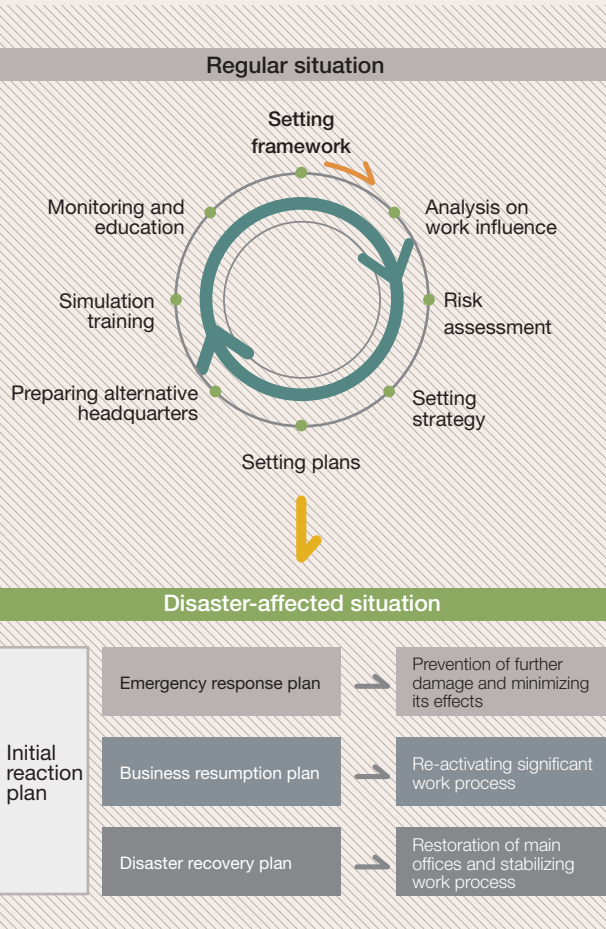 Regular situation
Setting
framework
Analysis on
work influence
Risk
assessment
Setting
strategy
Setting plans
Preparing alternative
headquarters
Simulation
training
Monitoring and
education
Disaster-affected situation
Initial
reaction
plan
Emergency response plan
Prevention of further
damage and minimizing
its effects
Business resumption plan
Re-activating significant
work process
Disaster recovery plan
Restoration of main
offices and stabilizing
work process